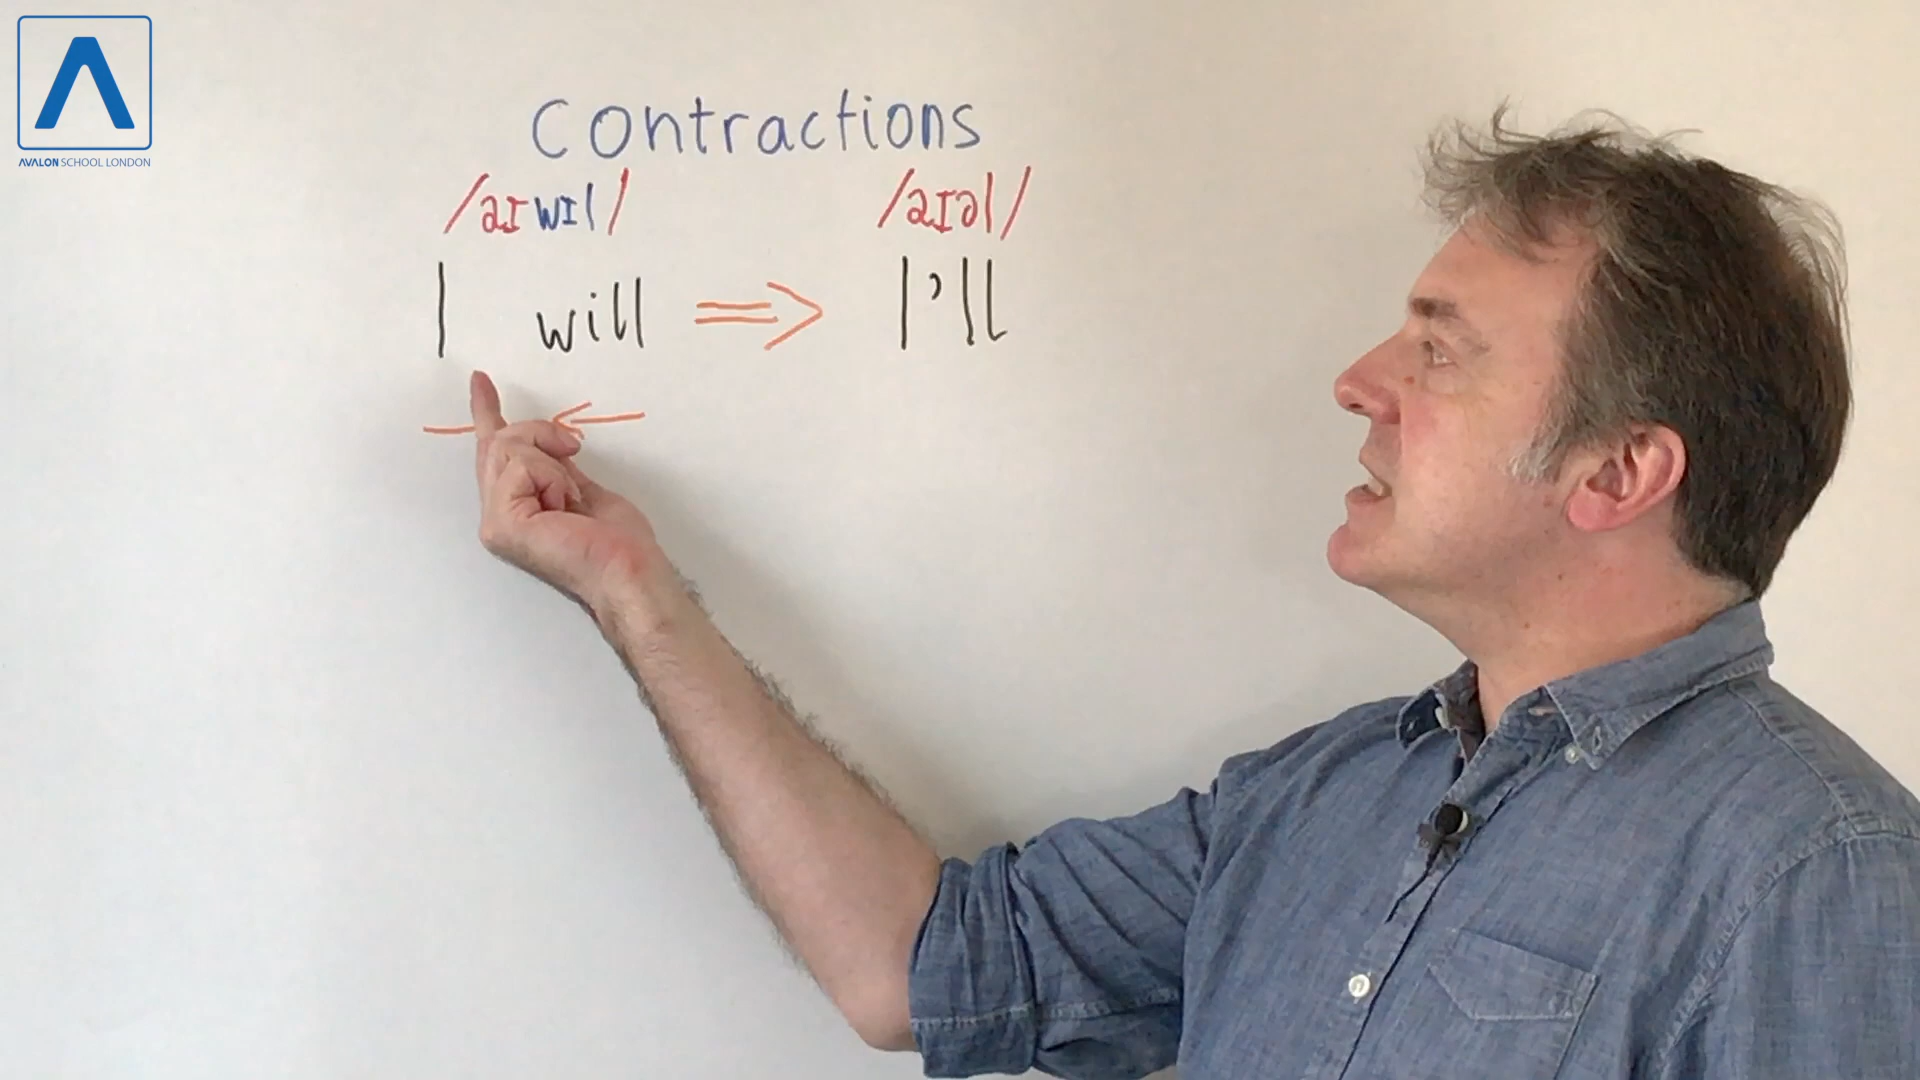 AVALON SCHOOL LONDON
Contractions
/aɪ wɪl/ /aɪəl/
I will ⇒ I'll